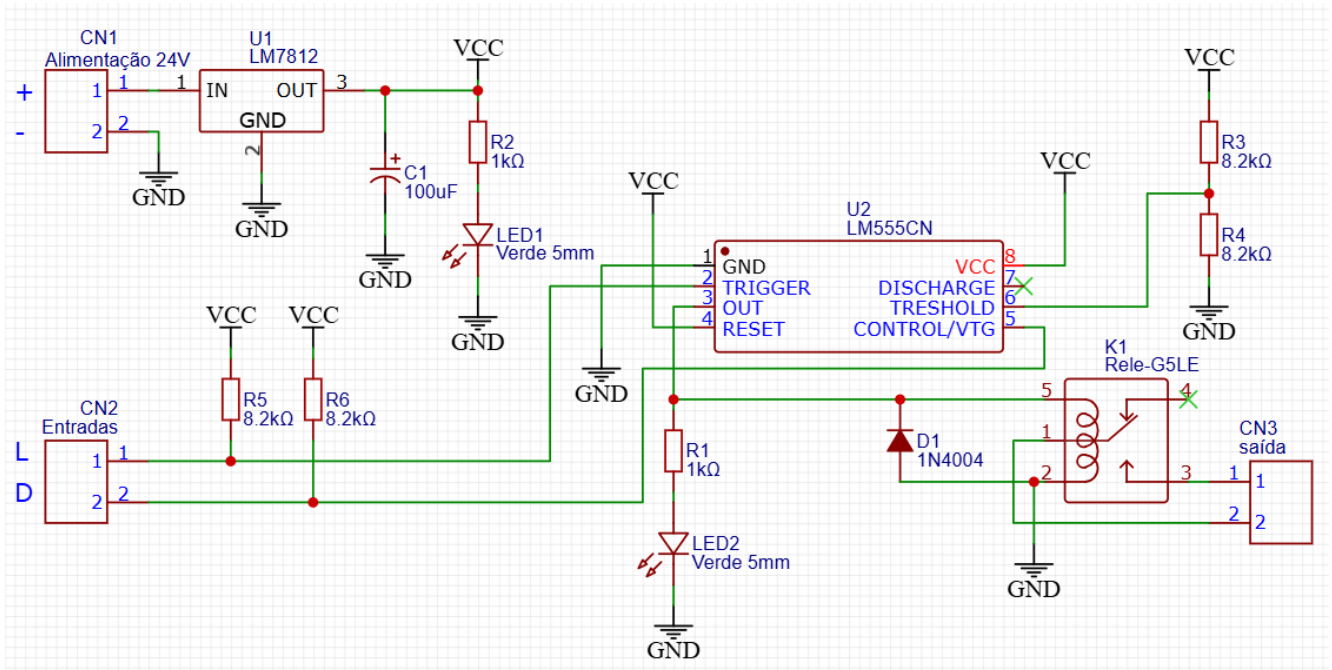 CN1
Alimentação 24V
+
-
1
2
1
2
U1
LM7812
1
IN
OUT
3
GND
2
GND
GND
VCC
R2
1kΩ
+
C1
100uF
GND
LED1
Verde 5mm
GND
VCC
R3
8.2kΩ
R4
8.2kΩ
GND
VCC
VCC
U2
LM555CN
1
GND
2
TRIGGER
3
OUT
4
RESET
8
VCC
7
DISCHARGE
6
TRESHOLD
5
CONTROL/VTG
GND
VCC
VCC
R5
8.2kΩ
R6
8.2kΩ
CN2
Entradas
L
D
1
2
1
2
R1
1kΩ
LED2
Verde 5mm
GND
D1
1N4004
K1
Rele-G5LE
5
1
2
4
3
GND
CN3
saída
1
2
1
2